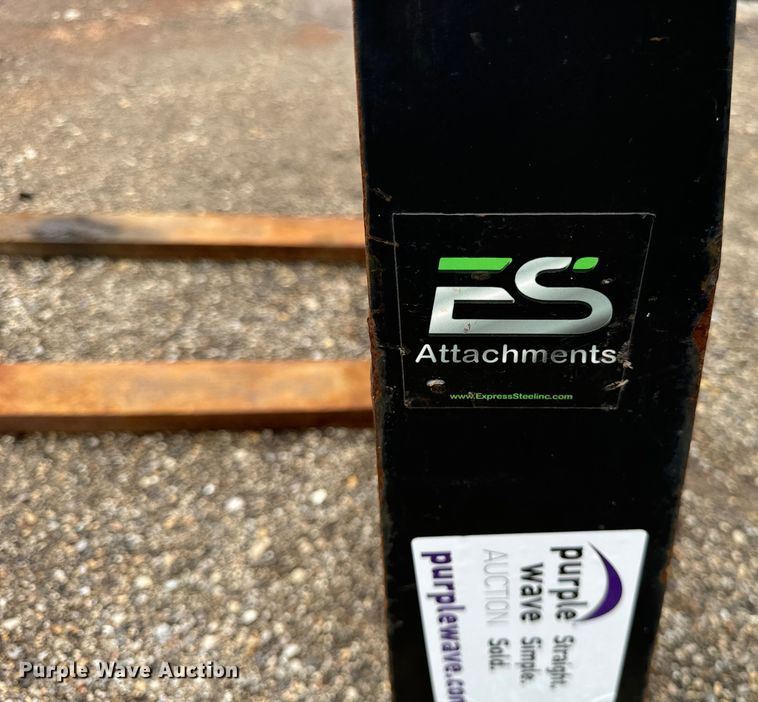 ES
Attachments
www.ExpressSteelinc.com
purple Straight.
wave Simple.
AUCTION Sold.
purplewave.com
Purple Wave Auction